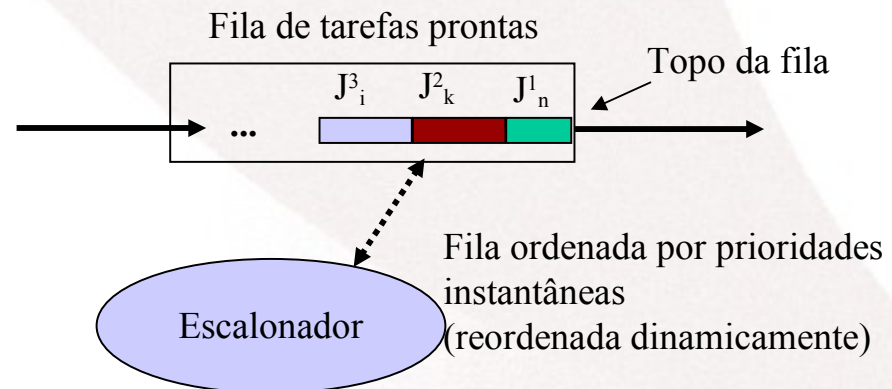 Fila de tarefas prontas
Topo da fila
J³ᵢ J²ₖ J¹ₙ
...
Fila ordenada por prioridades
instantâneas
(reordenada dinamicamente)
Escalonador